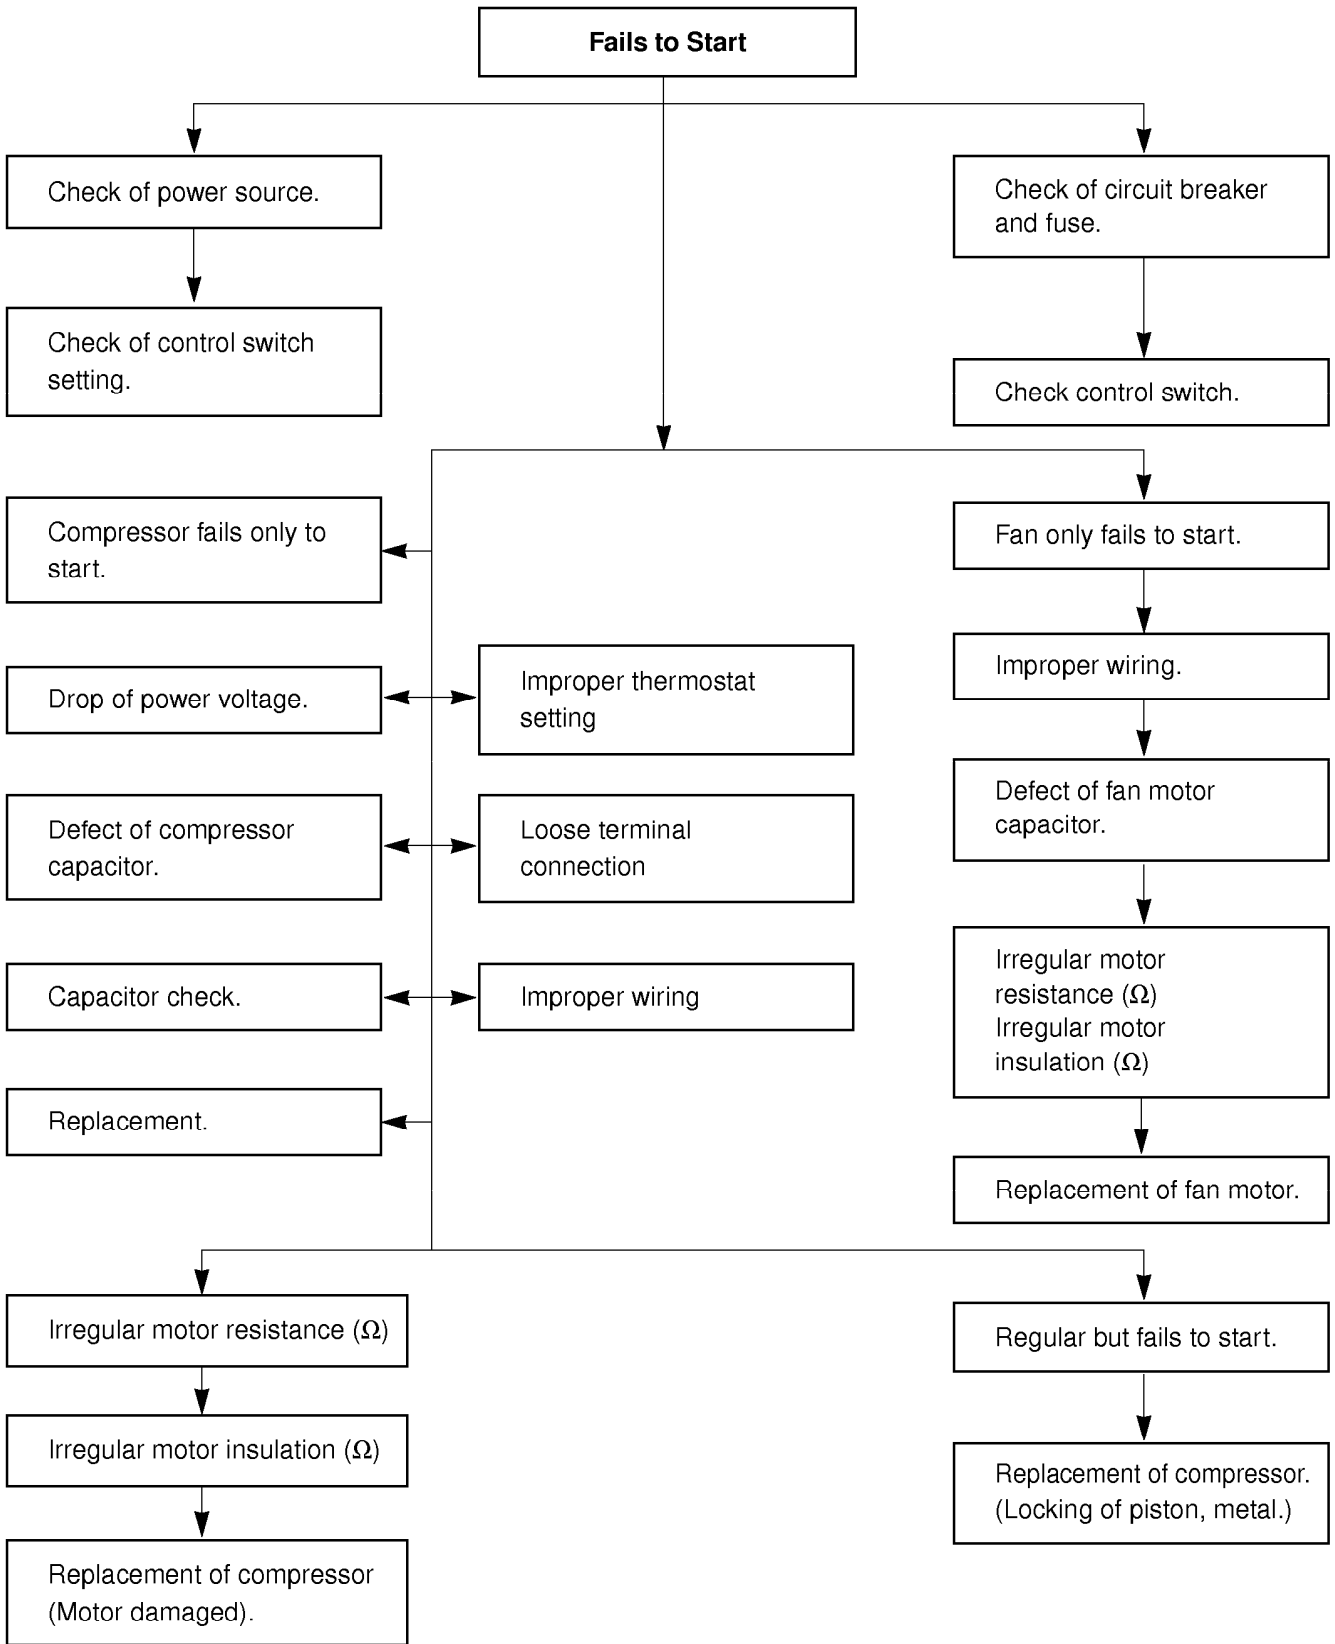 Fails to Start
Check of power source.
Check of circuit breaker
and fuse.
Check of control switch
setting.
Check control switch.
Compressor fails only to
start.
Fan only fails to start.
Drop of power voltage.
Improper thermostat
setting
Improper wiring.
Defect of compressor
capacitor.
Loose terminal
connection
Defect of fan motor
capacitor.
Capacitor check.
Improper wiring
Irregular motor
resistance (Ω)
Irregular motor
insulation (Ω)
Replacement.
Replacement of fan motor.
Irregular motor resistance (Ω)
Regular but fails to start.
Irregular motor insulation (Ω)
Replacement of compressor.
(Locking of piston, metal.)
Replacement of compressor
(Motor damaged).